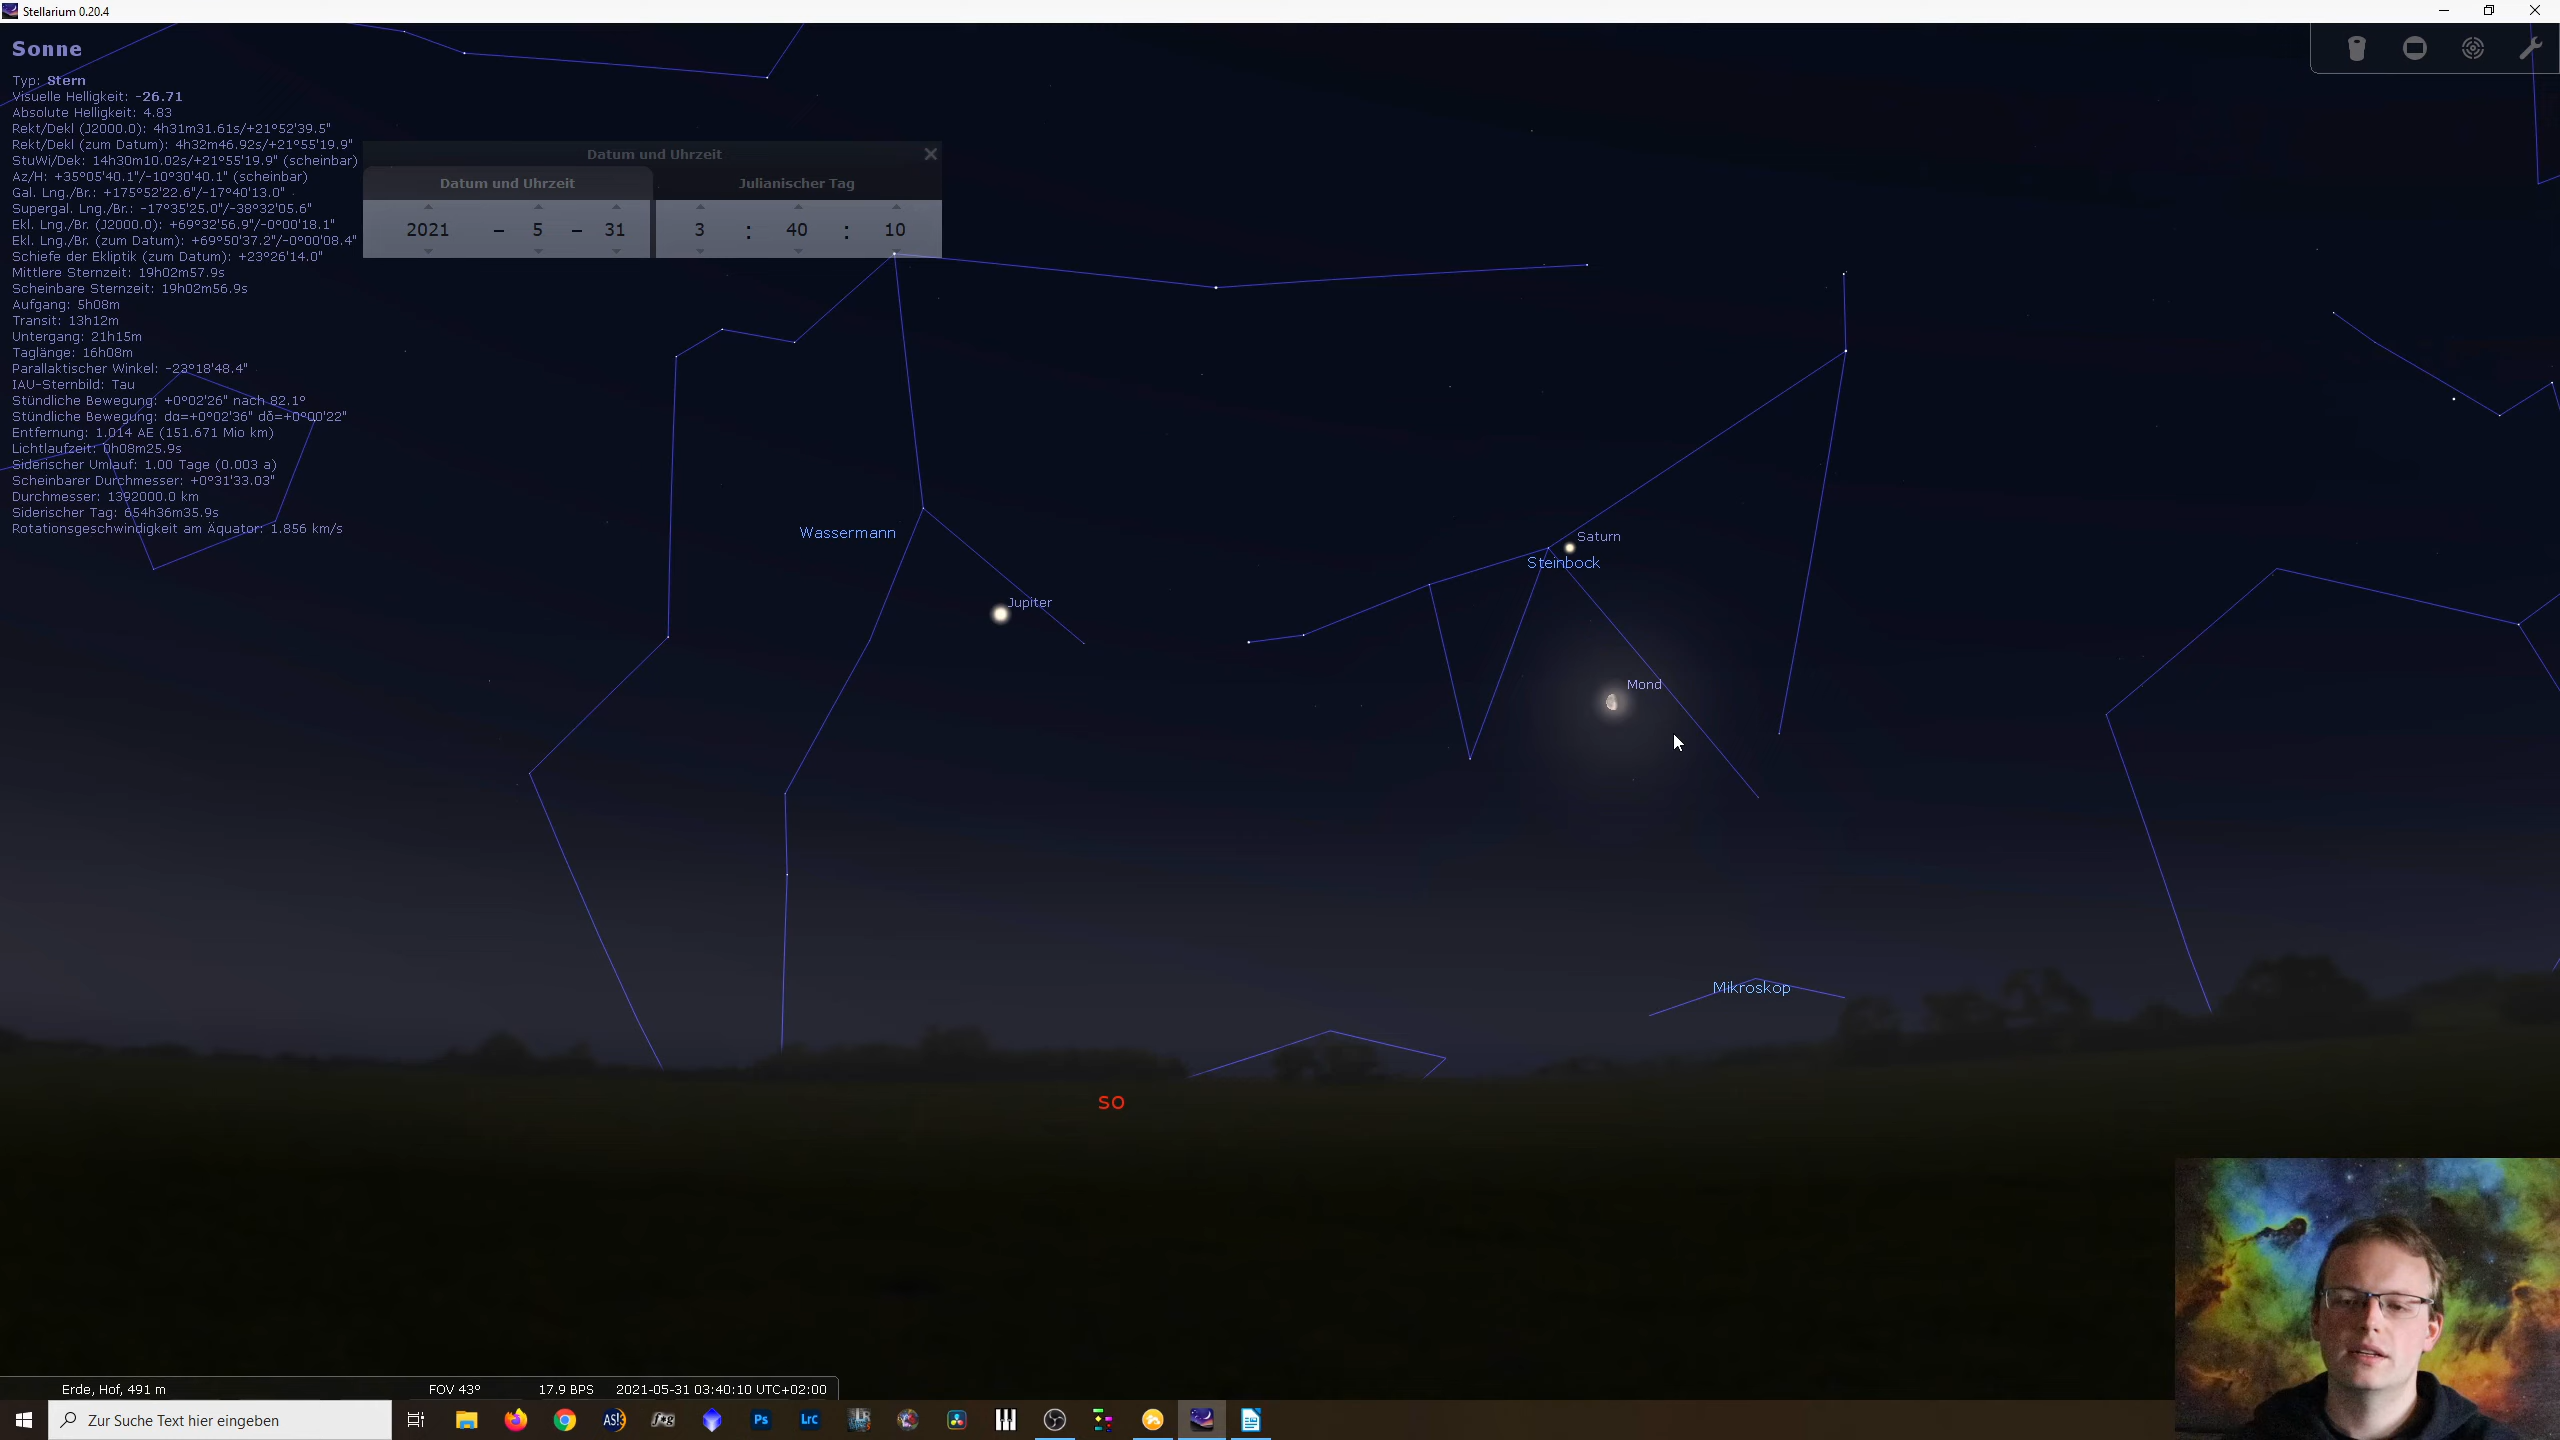 Stellarium 0.20.4
Sonne
Typ: Stern
Visuelle Helligkeit: -26.71
Absolute Helligkeit: 4.83
Rekt/Dekl (J2000.0): 4h31m31.61s/+21°52'39.5"
Rekt/Dekl (zum Datum): 4h32m46.92s/+21°55'19.9"
StuWi/Dek: 14h30m10.02s/+21°55'19.9" (scheinbar)
Az/H: +35°05'40.1"/-10°30'40.1" (scheinbar)
Gal. Lng./Br.: +175°52'22.6"/-17°40'13.0"
Supergal. Lng./Br.: -17°35'25.0"/-38°32'05.6"
Ekl. Lng./Br. (J2000.0): +69°32'56.9"/-0°00'18.1"
Ekl. Lng./Br. (zum Datum): +69°50'37.2"/-0°00'08.4"
Schiefe der Ekliptik (zum Datum): +23°26'14.0"
Mittlere Sternzeit: 19h02m57.9s
Scheinbare Sternzeit: 19h02m56.9s
Aufgang: 5h08m
Transit: 13h12m
Untergang: 21h15m
Taglänge: 16h08m
Parallaktischer Winkel: -23°18'48.4"
IAU-Sternbild: Tau
Stündliche Bewegung: +0°02'26" nach 82.1°
Stündliche Bewegung: dα=+0°02'36" dδ=+0°00'22"
Entfernung: 1.014 AE (151.671 Mio km)
Lichtlaufzeit: 0h08m25.9s
Siderischer Umlauf: 1.00 Tage (0.003 a)
Scheinbarer Durchmesser: +0°31'33.03"
Durchmesser: 1392000.0 km
Siderischer Tag: 654h36m35.9s
Rotationsgeschwindigkeit am Äquator: 1.856 km/s
Datum und Uhrzeit
Datum und Uhrzeit Julianischer Tag
2021 - 5 - 31 3 : 40 : 10
Wassermann
Saturn
Steinbock
Jupiter
Mond
Mikroskop
SO
Erde, Hof, 491 m FOV 43° 17.9 BPS 2021-05-31 03:40:10 UTC+02:00
Zur Suche Text hier eingeben
AS!
Ps
Lrc